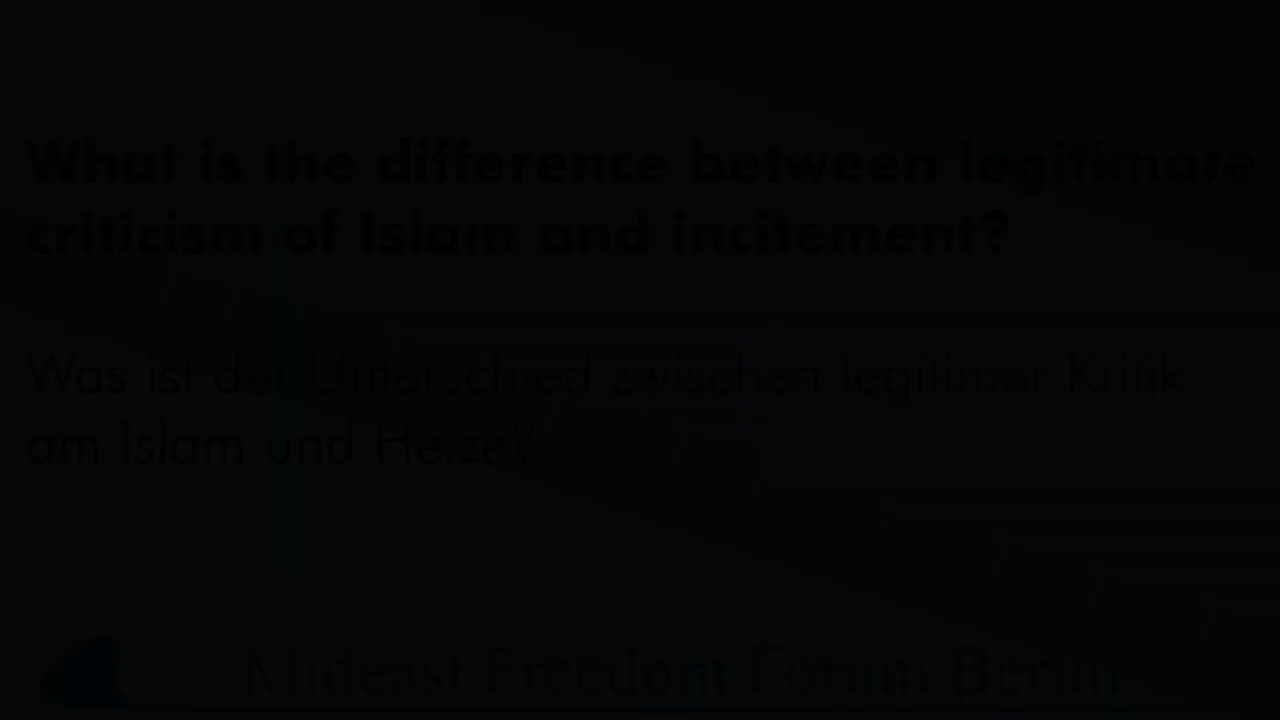 What is the difference between legitimate
criticism of Islam and incitement?
Was ist der Unterschied zwischen legitimer Kritik
am Islam und Hetze?
Mideast Freedom Forum Berlin